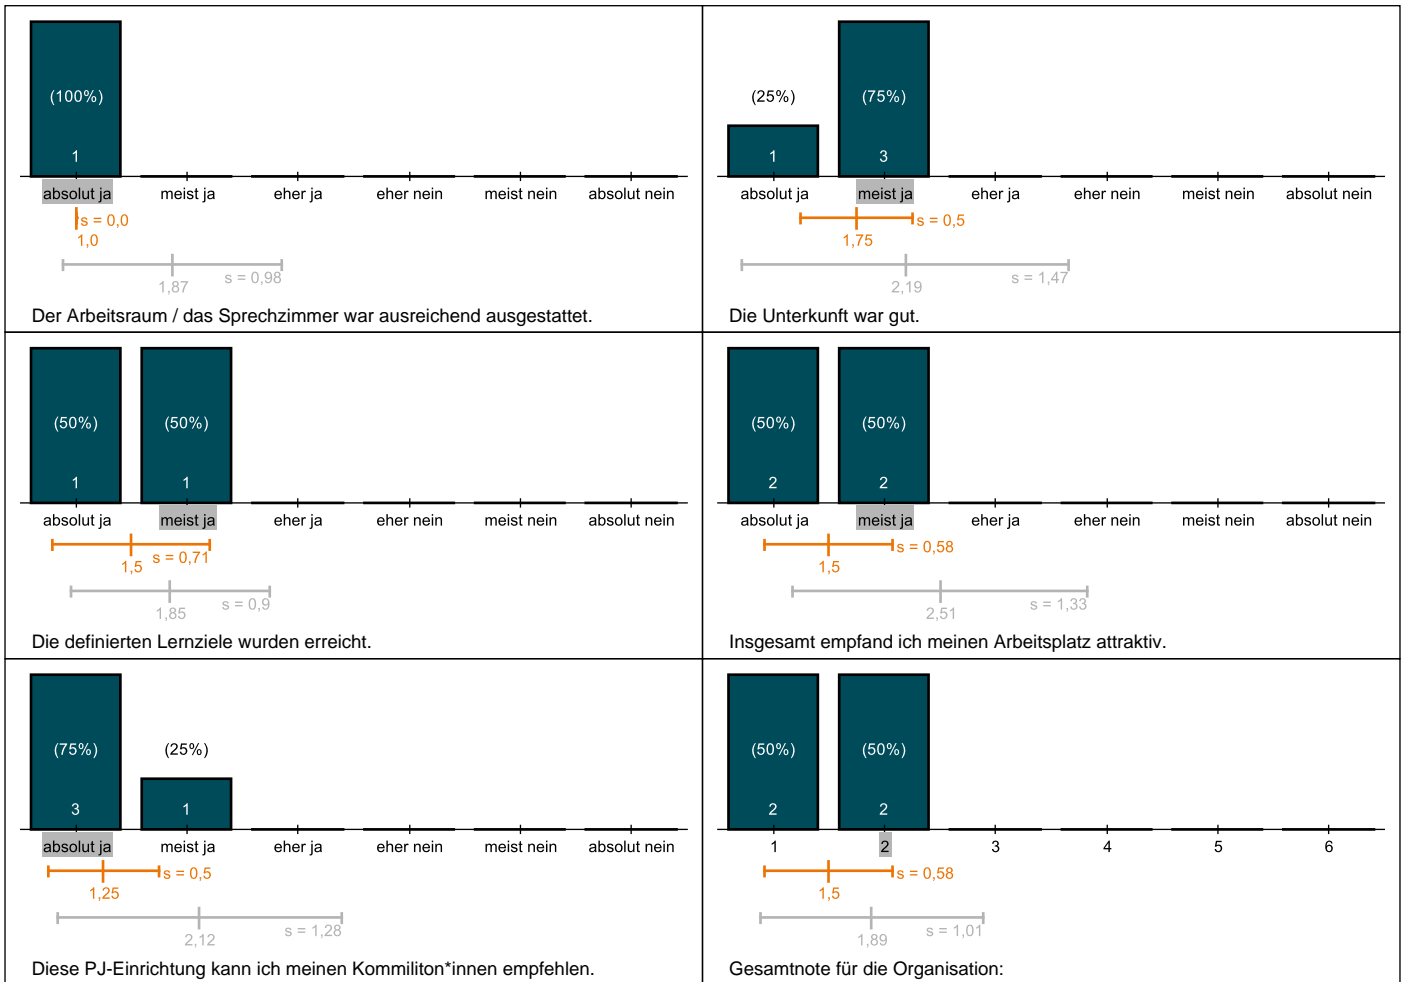 (100%)
1
absolut ja meist ja eher ja eher nein meist nein absolut nein
s = 0,0
1,0
s = 0,98
1,87
Der Arbeitsraum / das Sprechzimmer war ausreichend ausgestattet.
(25%) (75%)
1 3
absolut ja meist ja eher ja eher nein meist nein absolut nein
s = 0,5
1,75
s = 1,47
2,19
Die Unterkunft war gut.
(50%) (50%)
1 1
absolut ja meist ja eher ja eher nein meist nein absolut nein
s = 0,71
1,5
s = 0,9
1,85
Die definierten Lernziele wurden erreicht.
(50%) (50%)
2 2
absolut ja meist ja eher ja eher nein meist nein absolut nein
s = 0,58
1,5
s = 1,33
2,51
Insgesamt empfand ich meinen Arbeitsplatz attraktiv.
(75%) (25%)
3 1
absolut ja meist ja eher ja eher nein meist nein absolut nein
s = 0,5
1,25
s = 1,28
2,12
Diese PJ-Einrichtung kann ich meinen Kommiliton*innen empfehlen.
(50%) (50%)
2 2
1 2 3 4 5 6
s = 0,58
1,5
s = 1,01
1,89
Gesamtnote für die Organisation: